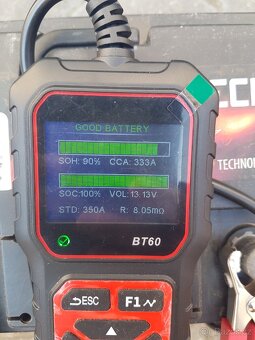 GOOD BATTERY
SOH: 90% CCA: 333A
SOC:100% VOL:13.13V
STD: 350A R: 8.05mΩ
BT60
ESC
F1
TECHNO